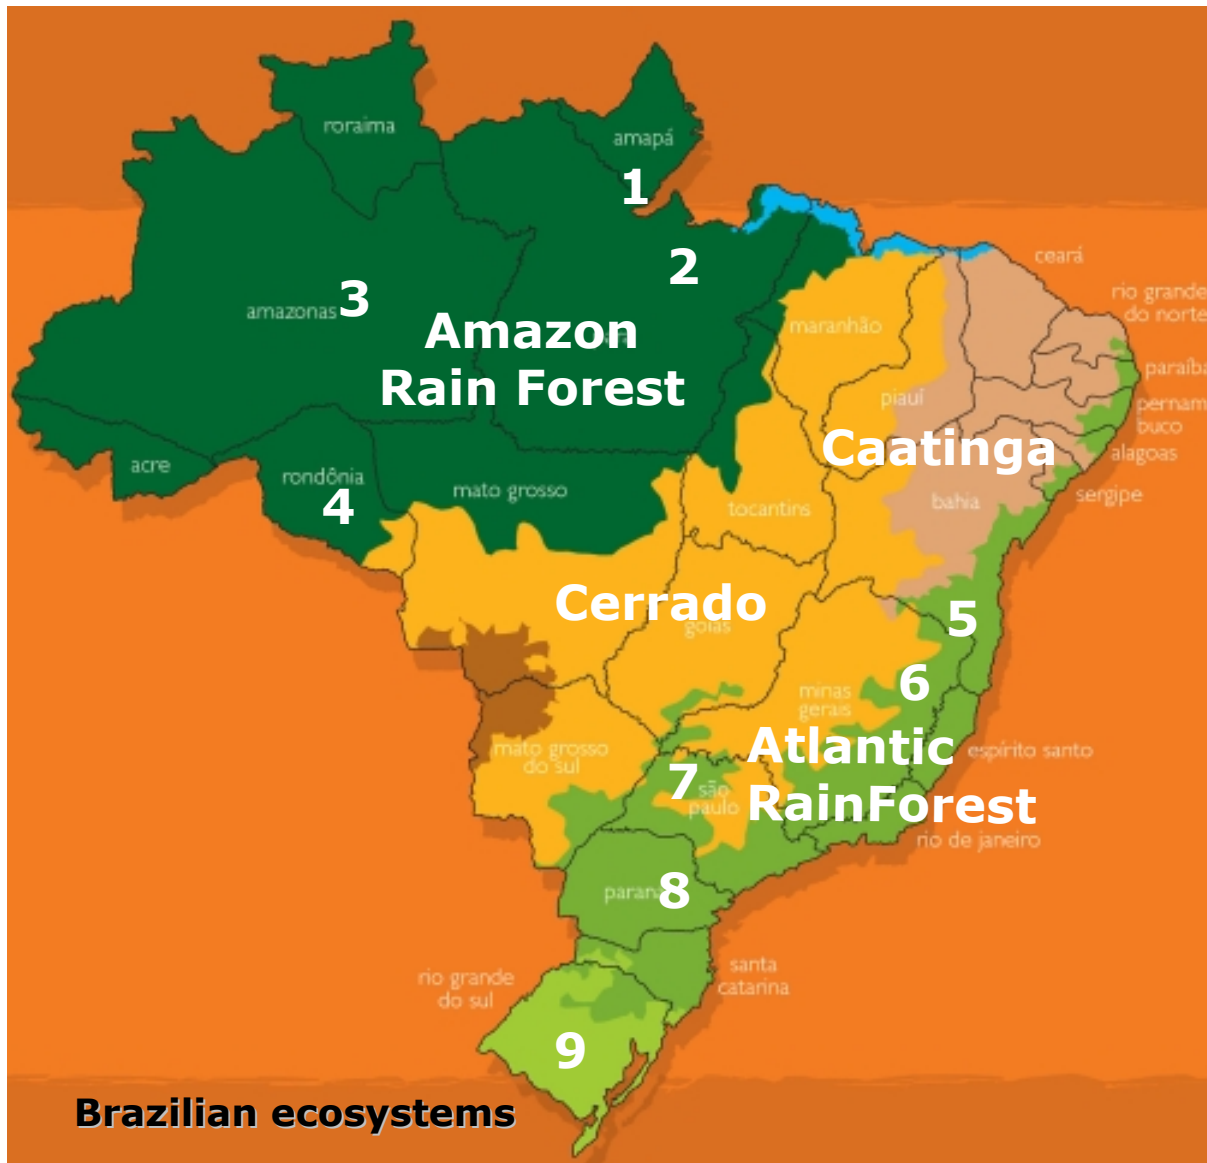 roraima
amapá
1
2
ceará
3
amazonas
rio grande
do norte
maranhão
Amazon
Rain Forest
paraíba
piauí
pernam
buco
Caatinga
alagoas
acre
rondônia
mato grosso
sergipe
bahia
4
tocantins
Cerrado
goiás
5
6
minas
gerais
Atlantic
RainForest
mato grosso
do sul
espírito santo
7
são
paulo
rio de janeiro
paraná
8
santa
catarina
rio grande
do sul
9
Brazilian ecosystems